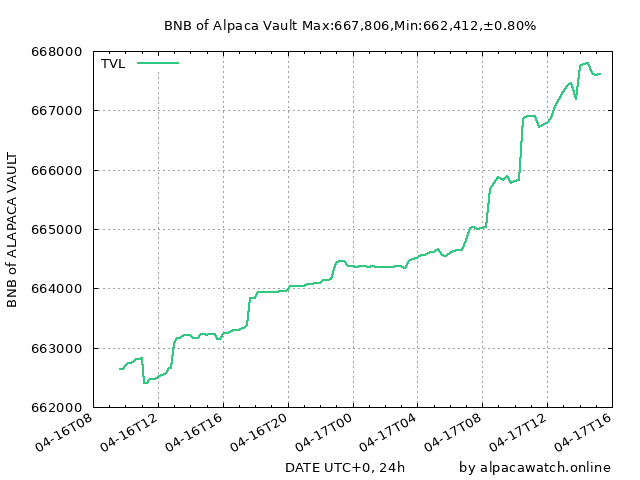 BNB of Alpaca Vault Max:667,806,Min:662,412,±0.80%
TVL
BNB of ALAPACA VAULT
668000
667000
666000
665000
664000
663000
662000
04-16T08
04-16T12
04-16T16
04-16T20
04-17T00
04-17T04
04-17T08
04-17T12
04-17T16
DATE UTC+0, 24h
by alpacawatch.online